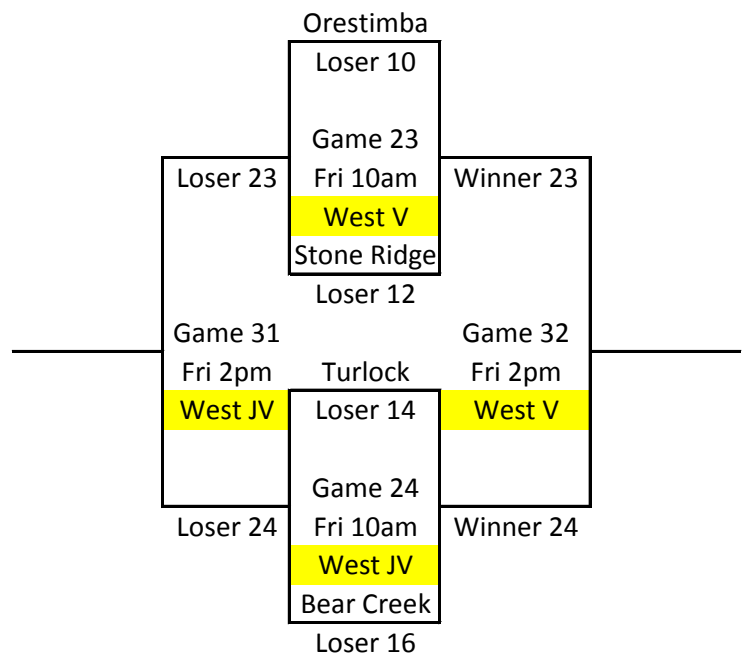 Orestimba
Loser 10
Game 23
Loser 23 Fri 10am Winner 23
West V
Stone Ridge
Loser 12
Game 31 Game 32
Fri 2pm Turlock Fri 2pm
West JV Loser 14 West V
Game 24
Loser 24 Fri 10am Winner 24
West JV
Bear Creek
Loser 16